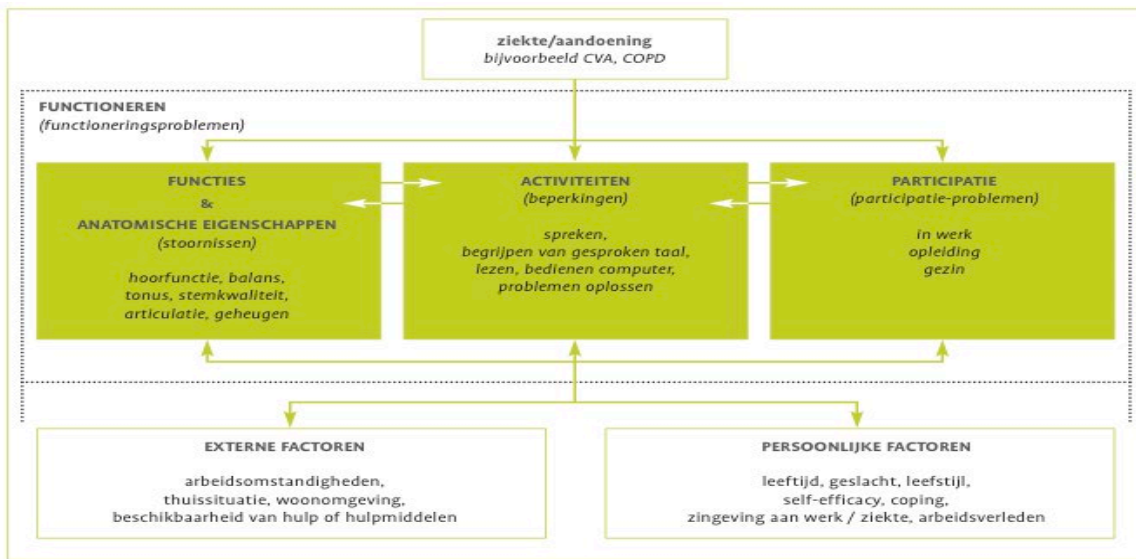 ziekte/aandoening
bijvoorbeeld CVA, COPD
FUNCTIONEREN
(functioneringsproblemen)
FUNCTIES
&
ANATOMISCHE EIGENSCHAPPEN
(stoornissen)
hoorfunctie, balans,
tonus, stemkwaliteit,
articulatie, geheugen
ACTIVITEITEN
(beperkingen)
spreken,
begrijpen van gesproken taal,
lezen, bedienen computer,
problemen oplossen
PARTICIPATIE
(participatie-problemen)
in werk
opleiding
gezin
EXTERNE FACTOREN
arbeidsomstandigheden,
thuissituatie, woonomgeving,
beschikbaarheid van hulp of hulpmiddelen
PERSOONLIJKE FACTOREN
leeftijd, geslacht, leefstijl,
self-efficacy, coping,
zingeving aan werk / ziekte, arbeidsverleden